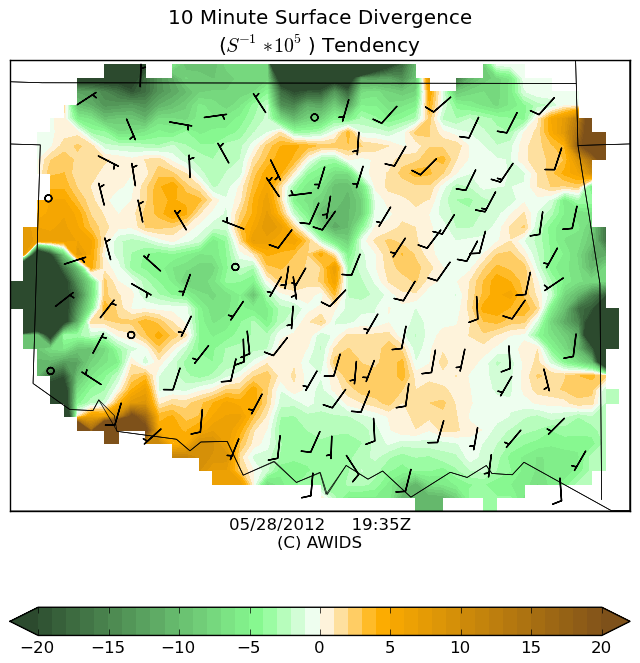 10 Minute Surface Divergence
(S⁻¹ *10⁵ ) Tendency
05/28/2012 19:35Z
(C) AWIDS
−20 −15 −10 −5 0 5 10 15 20